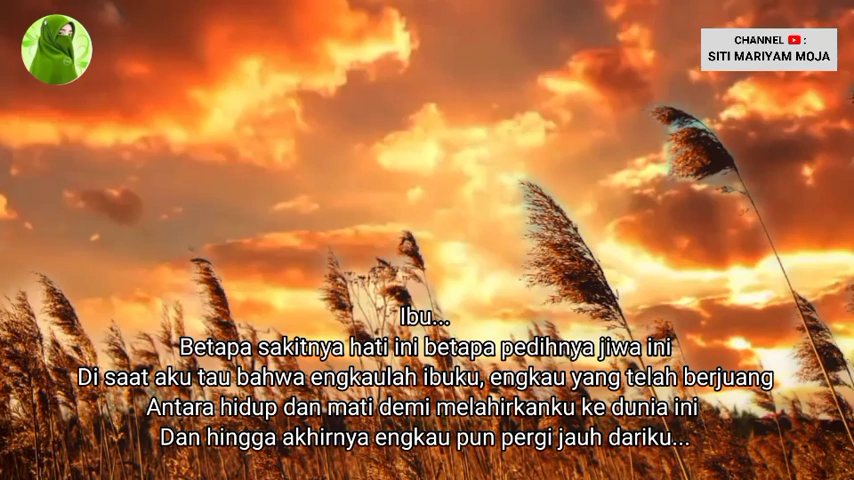 CHANNEL :
SITI MARIYAM MOJA
Ibu...
Betapa sakitnya hati ini betapa pedihnya jiwa ini
Di saat aku tau bahwa engkaulah ibuku, engkau yang telah berjuang
Antara hidup dan mati demi melahirkanku ke dunia ini
Dan hingga akhirnya engkau pun pergi jauh dariku...